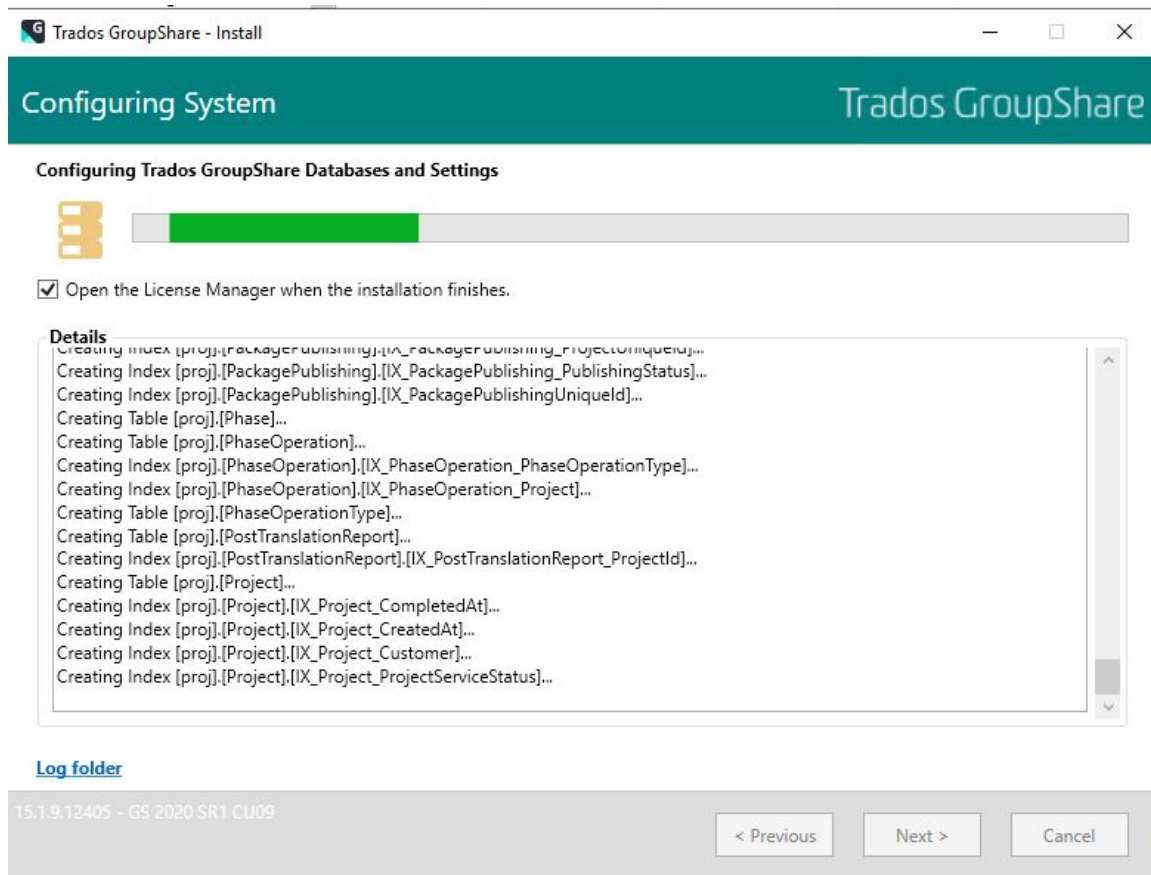 Trados GroupShare - Install
Configuring System
Trados GroupShare
Configuring Trados GroupShare Databases and Settings
Open the License Manager when the installation finishes.
Details
Creating Index [proj].[PackagePublishing].[IX_PackagePublishing_ProjectUniqueId]...
Creating Index [proj].[PackagePublishing].[IX_PackagePublishing_PublishingStatus]...
Creating Index [proj].[PackagePublishing].[IX_PackagePublishingUniqueId]...
Creating Table [proj].[Phase]...
Creating Table [proj].[PhaseOperation]...
Creating Index [proj].[PhaseOperation].[IX_PhaseOperation_PhaseOperationType]...
Creating Index [proj].[PhaseOperation].[IX_PhaseOperation_Project]...
Creating Table [proj].[PhaseOperationType]...
Creating Table [proj].[PostTranslationReport]...
Creating Index [proj].[PostTranslationReport].[IX_PostTranslationReport_ProjectId]...
Creating Table [proj].[Project]...
Creating Index [proj].[Project].[IX_Project_CompletedAt]...
Creating Index [proj].[Project].[IX_Project_CreatedAt]...
Creating Index [proj].[Project].[IX_Project_Customer]...
Creating Index [proj].[Project].[IX_Project_ProjectServiceStatus]...
Log folder
15.1.9.12405 - GS 2020 SR1 CU09
< Previous
Next >
Cancel